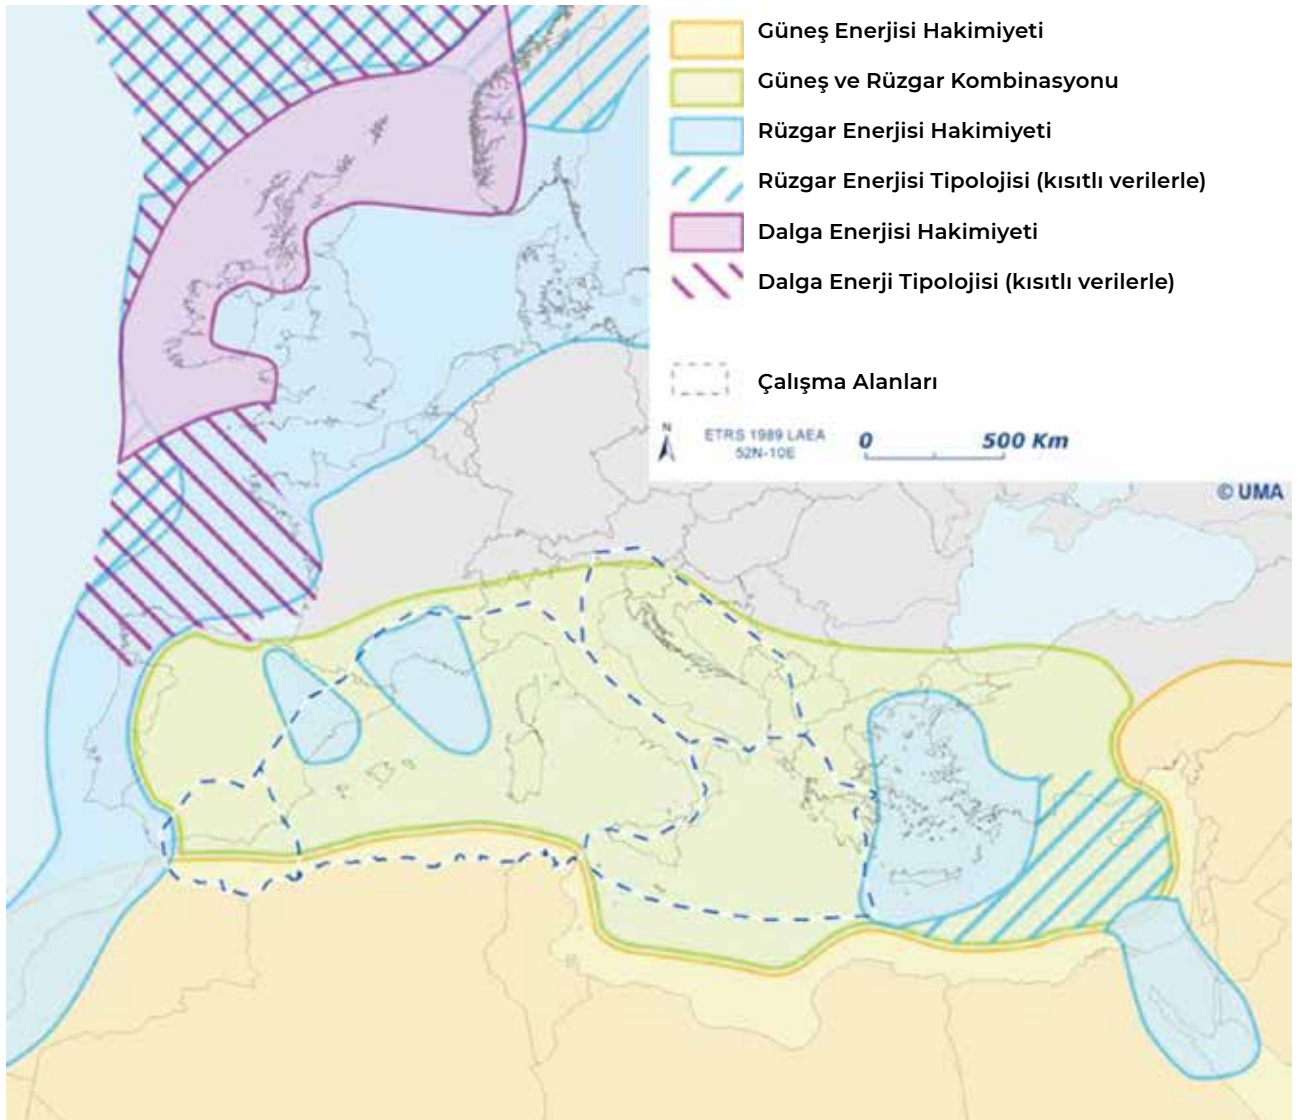 Güneş Enerjisi Hakimiyeti
Güneş ve Rüzgar Kombinasyonu
Rüzgar Enerjisi Hakimiyeti
Rüzgar Enerjisi Tipolojisi (kısıtlı verilerle)
Dalga Enerjisi Hakimiyeti
Dalga Enerji Tipolojisi (kısıtlı verilerle)
Çalışma Alanları
N
ETRS 1989 LAEA
52N-10E
0 500 Km
© UMA